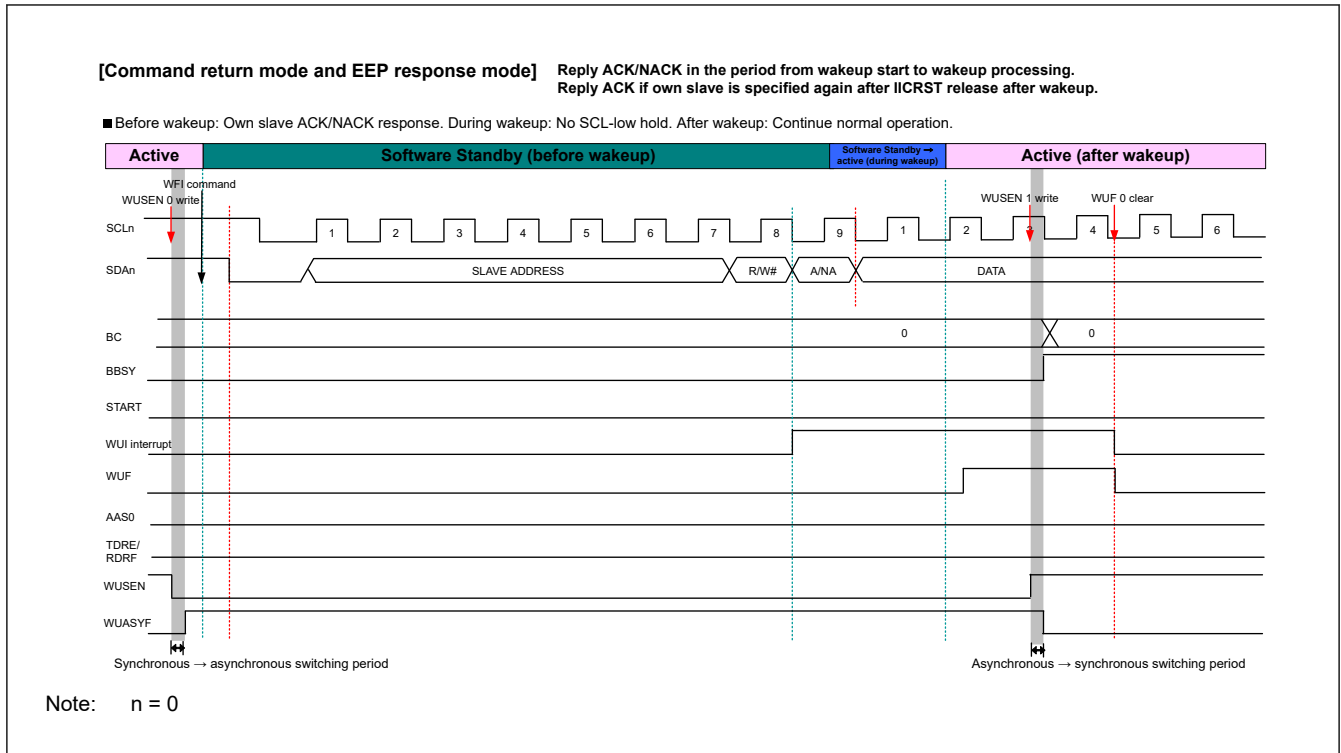 [Command return mode and EEP response mode]
Reply ACK/NACK in the period from wakeup start to wakeup processing.
Reply ACK if own slave is specified again after IICRST release after wakeup.
■ Before wakeup: Own slave ACK/NACK response. During wakeup: No SCL-low hold. After wakeup: Continue normal operation.
Active
Software Standby (before wakeup)
Software Standby →
active (during wakeup)
Active (after wakeup)
WFI command
WUSEN 0 write
WUSEN 1 write
WUF 0 clear
SCLn
1 2 3 4 5 6 7 8 9 1 2 3 4 5 6
SDAn
SLAVE ADDRESS
R/W#
A/NA
DATA
BC
0
0
BBSY
START
WUI interrupt
WUF
AAS0
TDRE/
RDRF
WUSEN
WUASYF
Synchronous → asynchronous switching period
Asynchronous → synchronous switching period
Note: n = 0